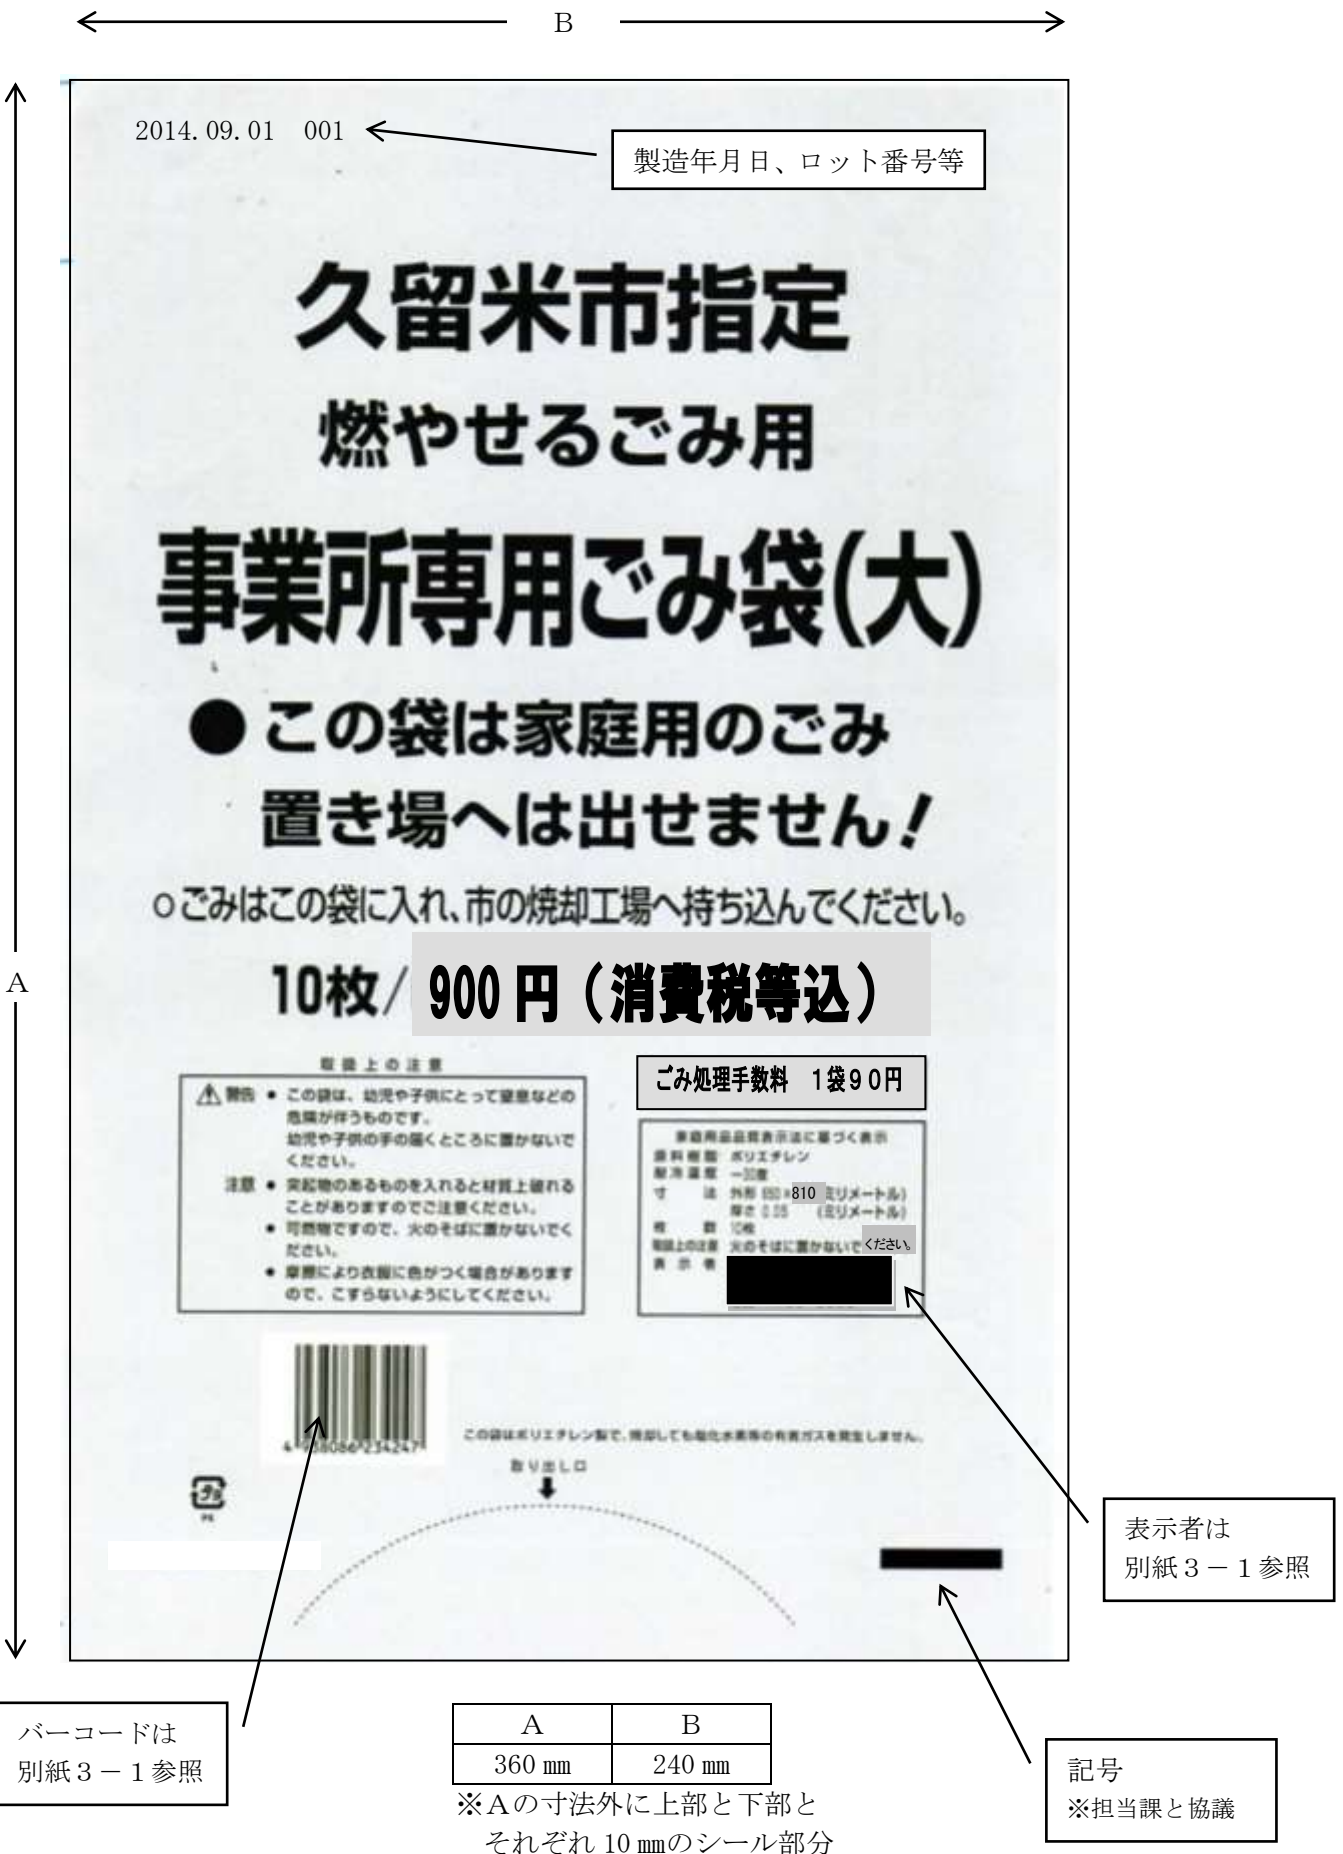 B
2014.09.01 001
製造年月日、ロット番号等
久留米市指定
燃やせるごみ用
事業所専用ごみ袋(大)
●この袋は家庭用のごみ
置き場へは出せません!
○ごみはこの袋に入れ、市の焼却工場へ持ち込んでください。
A
10枚/900円(消費税等込)
取扱上の注意
⚠警告 ● この袋は、幼児や子供にとって窒息などの
危険が伴うものです。
幼児や子供の手の届くところに置かないで
ください。
注意 ● 突起物のあるものを入れると材質上破れる
ことがありますのでご注意ください。
● 可燃物ですので、火のそばに置かないでく
ださい。
● 摩擦により衣服に色がつく場合があります
ので、こすらないようにしてください。
ごみ処理手数料 1袋90円
家庭用品品質表示法に基づく表示
原料樹脂 ポリエチレン
耐冷温度 −30度
寸法 外形 650×810 (ミリメートル)
厚さ 0.05 (ミリメートル)
枚数 10枚
取扱上の注意 火のそばに置かないでください。
表示者
4 938086 234247
この袋はポリエチレン製で、焼却しても塩化水素等の有害ガスを発生しません。
取り出し口
プラ
PE
表示者は
別紙3-1参照
バーコードは
別紙3-1参照
A B
360㎜ 240㎜
※Aの寸法外に上部と下部と
それぞれ10㎜のシール部分
記号
※担当課と協議